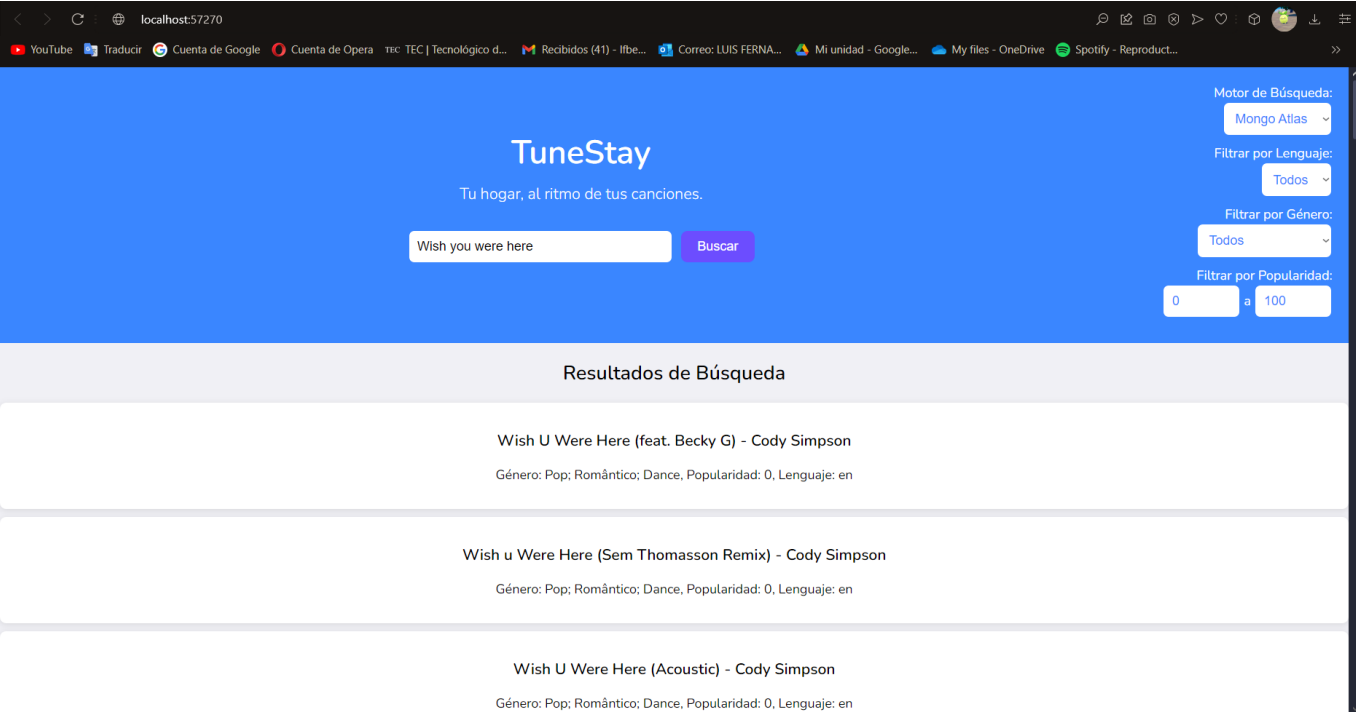 localhost:57270
YouTube Traducir Cuenta de Google Cuenta de Opera TEC TEC | Tecnológico d... Recibidos (41) - lfbe... Correo: LUIS FERNA... Mi unidad - Google... My files - OneDrive Spotify - Reproduct...
Motor de Búsqueda:
Mongo Atlas
Filtrar por Lenguaje:
Todos
Filtrar por Género:
Todos
Filtrar por Popularidad:
0 a 100
TuneStay
Tu hogar, al ritmo de tus canciones.
Wish you were here Buscar
Resultados de Búsqueda
Wish U Were Here (feat. Becky G) - Cody Simpson
Género: Pop; Romântico; Dance, Popularidad: 0, Lenguaje: en
Wish u Were Here (Sem Thomasson Remix) - Cody Simpson
Género: Pop; Romântico; Dance, Popularidad: 0, Lenguaje: en
Wish U Were Here (Acoustic) - Cody Simpson
Género: Pop; Romântico; Dance, Popularidad: 0, Lenguaje: en